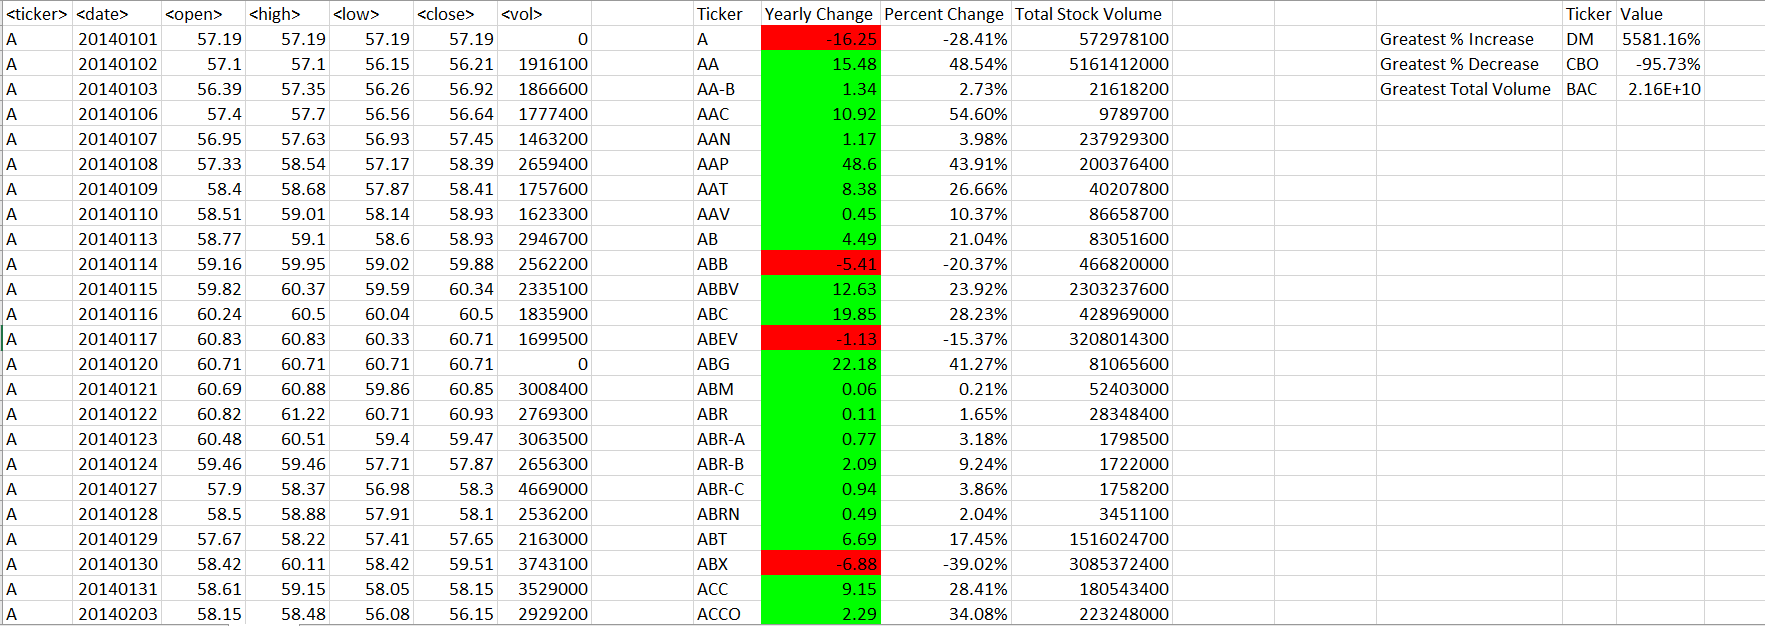 <ticker> <date> <open> <high> <low> <close> <vol> Ticker Yearly Change Percent Change Total Stock Volume Ticker Value
A 20140101 57.19 57.19 57.19 57.19 0 A -16.25 -28.41% 572978100 Greatest % Increase DM 5581.16%
A 20140102 57.1 57.1 56.15 56.21 1916100 AA 15.48 48.54% 5161412000 Greatest % Decrease CBO -95.73%
A 20140103 56.39 57.35 56.26 56.92 1866600 AA-B 1.34 2.73% 21618200 Greatest Total Volume BAC 2.16E+10
A 20140106 57.4 57.7 56.56 56.64 1777400 AAC 10.92 54.60% 9789700
A 20140107 56.95 57.63 56.93 57.45 1463200 AAN 1.17 3.98% 237929300
A 20140108 57.33 58.54 57.17 58.39 2659400 AAP 48.6 43.91% 200376400
A 20140109 58.4 58.68 57.87 58.41 1757600 AAT 8.38 26.66% 40207800
A 20140110 58.51 59.01 58.14 58.93 1623300 AAV 0.45 10.37% 86658700
A 20140113 58.77 59.1 58.6 58.93 2946700 AB 4.49 21.04% 83051600
A 20140114 59.16 59.95 59.02 59.88 2562200 ABB -5.41 -20.37% 466820000
A 20140115 59.82 60.37 59.59 60.34 2335100 ABBV 12.63 23.92% 2303237600
A 20140116 60.24 60.5 60.04 60.5 1835900 ABC 19.85 28.23% 428969000
A 20140117 60.83 60.83 60.33 60.71 1699500 ABEV -1.13 -15.37% 3208014300
A 20140120 60.71 60.71 60.71 60.71 0 ABG 22.18 41.27% 81065600
A 20140121 60.69 60.88 59.86 60.85 3008400 ABM 0.06 0.21% 52403000
A 20140122 60.82 61.22 60.71 60.93 2769300 ABR 0.11 1.65% 28348400
A 20140123 60.48 60.51 59.4 59.47 3063500 ABR-A 0.77 3.18% 1798500
A 20140124 59.46 59.46 57.71 57.87 2656300 ABR-B 2.09 9.24% 1722000
A 20140127 57.9 58.37 56.98 58.3 4669000 ABR-C 0.94 3.86% 1758200
A 20140128 58.5 58.88 57.91 58.1 2536200 ABRN 0.49 2.04% 3451100
A 20140129 57.67 58.22 57.41 57.65 2163000 ABT 6.69 17.45% 1516024700
A 20140130 58.42 60.11 58.42 59.51 3743100 ABX -6.88 -39.02% 3085372400
A 20140131 58.61 59.15 58.05 58.15 3529000 ACC 9.15 28.41% 180543400
A 20140203 58.15 58.48 56.08 56.15 2929200 ACCO 2.29 34.08% 223248000